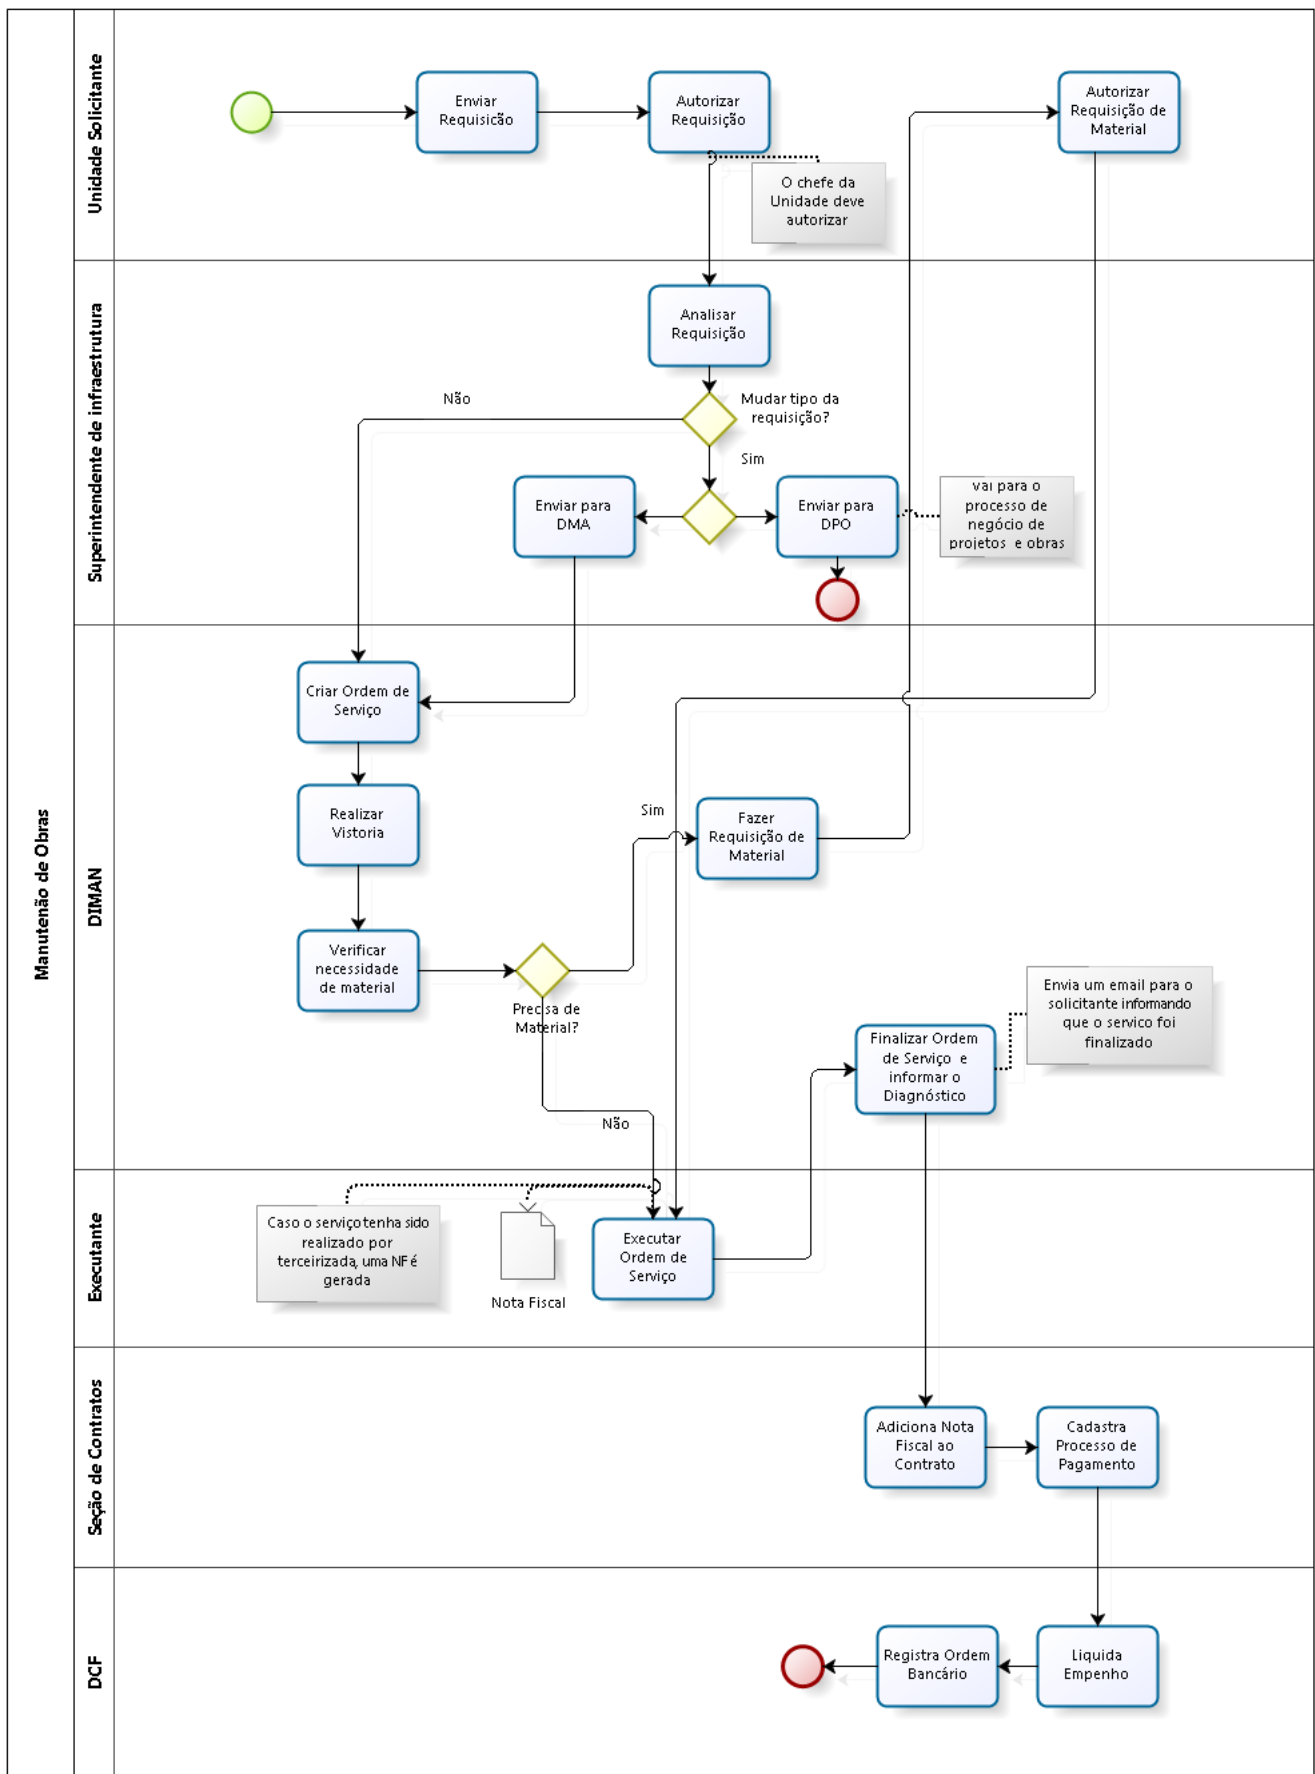 Manutenão de Obras
Unidade Solicitante
Enviar
Requisicão
Autorizar
Requisição
Autorizar
Requisição de
Material
O chefe da
Unidade deve
autorizar
Superintendente de infraestrutura
Analisar
Requisição
Não
Mudar tipo da
requisição?
Sim
Enviar para
DMA
Enviar para
DPO
vai para o
processo de
negócio de
projetos e obras
DIMAN
Criar Ordem de
Serviço
Realizar
Vistoria
Sim
Fazer
Requisição de
Material
Verificar
necessidade
de material
Precisa de
Material?
Não
Finalizar Ordem
de Serviço e
informar o
Diagnóstico
Envia um email para o
solicitante informando
que o servico foi
finalizado
Executante
Caso o serviço tenha sido
realizado por
terceirizada, uma NF é
gerada
Nota Fiscal
Executar
Ordem de
Serviço
Seção de Contratos
Adiciona Nota
Fiscal ao
Contrato
Cadastra
Processo de
Pagamento
DCF
Registra Ordem
Bancário
Liquida
Empenho